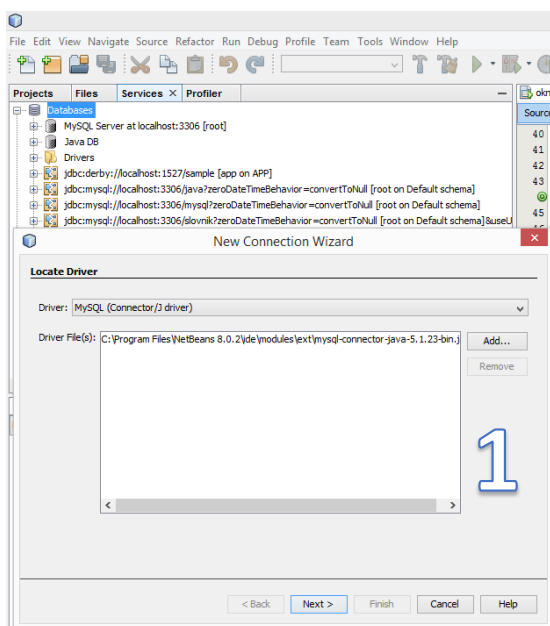 File Edit View Navigate Source Refactor Run Debug Profile Team Tools Window Help
Projects Files Services × Profiler
Databases
MySQL Server at localhost:3306 [root]
Java DB
Drivers
jdbc:derby://localhost:1527/sample [app on APP]
jdbc:mysql://localhost:3306/java?zeroDateTimeBehavior=convertToNull [root on Default schema]
jdbc:mysql://localhost:3306/mysql?zeroDateTimeBehavior=convertToNull [root on Default schema]
jdbc:mysql://localhost:3306/slovnik?zeroDateTimeBehavior=convertToNull [root on Default schema]&useU
Source
40
41
42
43
45
New Connection Wizard
Locate Driver
Driver: MySQL (Connector/J driver)
Driver File(s): C:\Program Files\NetBeans 8.0.2\ide\modules\ext\mysql-connector-java-5.1.23-bin.j
Add...
Remove
1
< Back Next > Finish Cancel Help